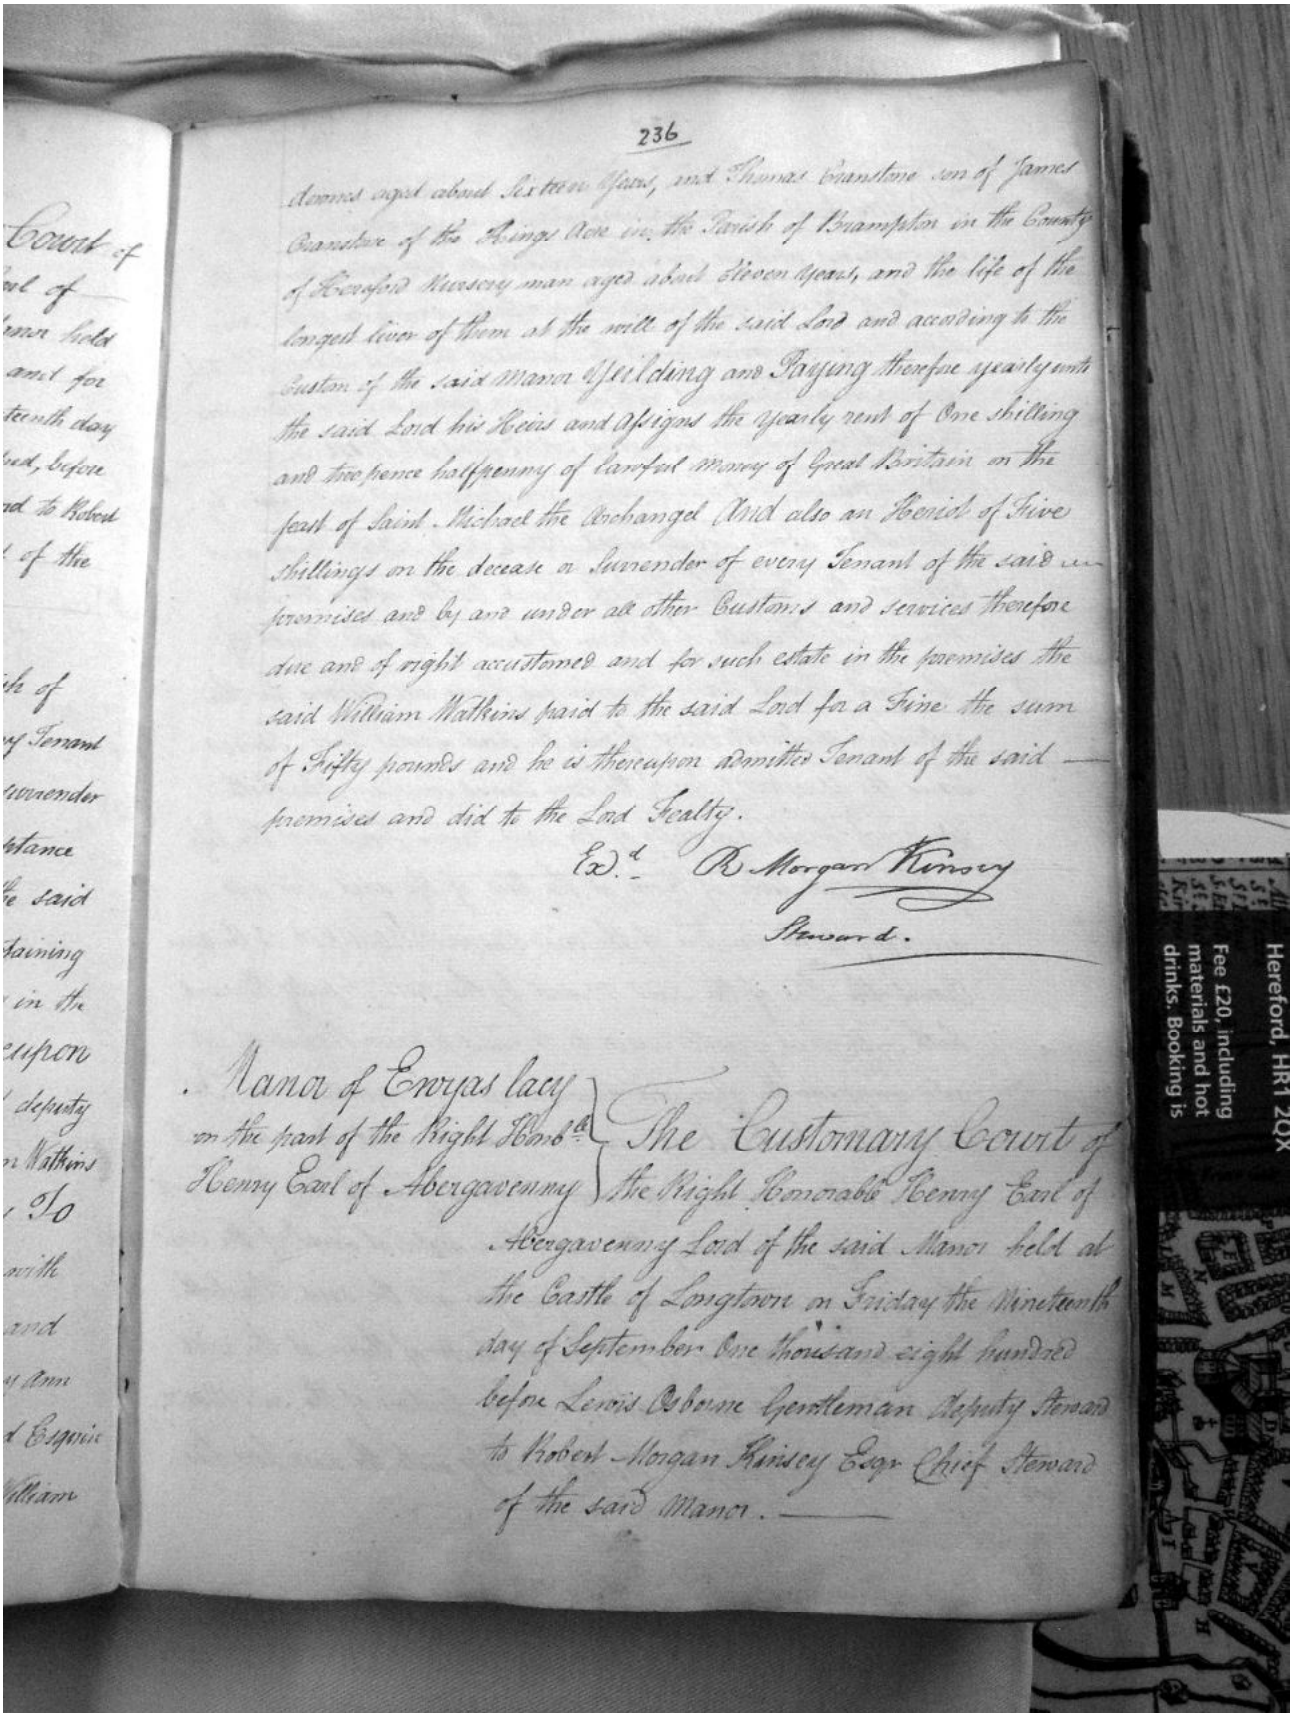 Court of
of
held
and for
teenth day
before
to Robert
of the
of
Tenant
surrender
said
in the
deputy
Watkins
To
with
and
Ann
Esquire
William
236
aged about Sixteen Years, and Thomas Cranstone son of James
Cranstone of the Kings Acre in the Parish of Brampton in the County
of Hereford Nursery man aged about Eleven years, and the life of the
longest liver of them at the will of the said Lord and according to the
Custom of the said Manor Yeilding and Paying therefore yearly unto
the said Lord his Heirs and Assigns the yearly rent of One shilling
and two pence halfpenny of lawful money of Great Britain on the
feast of Saint Michael the Archangel And also an Heriot of Five
shillings on the decease or Surrender of every Tenant of the said
premises and by and under all other Customs and services therefore
due and of right accustomed and for such estate in the premises the
said William Watkins paid to the said Lord for a Fine the sum
of Fifty pounds and he is thereupon admitted Tenant of the said —
premises and did to the Lord Fealty.
Exd. R Morgan Kinsey
Steward.
Manor of Ewyas lacy
on the part of the Right Honble
Henry Earl of Abergavenny
The Customary Court of
the Right Honorable Henry Earl of
Abergavenny Lord of the said Manor held at
the Castle of Longtown on Friday the Nineteenth
day of September One thousand eight hundred
before Lewis Osborne Gentleman deputy Steward
to Robert Morgan Kinsey Esqr Chief Steward
of the said Manor. —
Hereford, HR1 2QX
Fee £20, including
materials and hot
drinks. Booking is